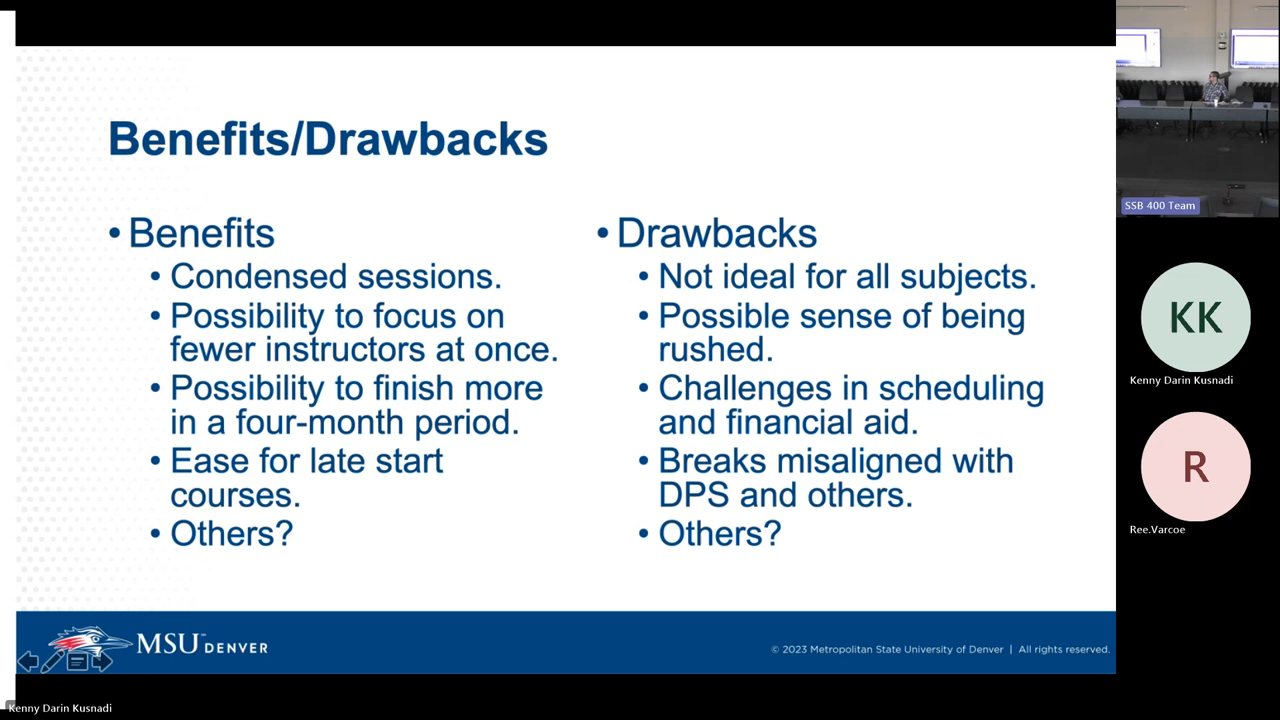 Benefits/Drawbacks
• Benefits
• Condensed sessions.
• Possibility to focus on
fewer instructors at once.
• Possibility to finish more
in a four-month period.
• Ease for late start
courses.
• Others?
• Drawbacks
• Not ideal for all subjects.
• Possible sense of being
rushed.
• Challenges in scheduling
and financial aid.
• Breaks misaligned with
DPS and others.
• Others?
MSU DENVER
© 2023 Metropolitan State University of Denver | All rights reserved.
Kenny Darin Kusnadi
SSB 400 Team
KK
Kenny Darin Kusnadi
R
Ree.Varcoe